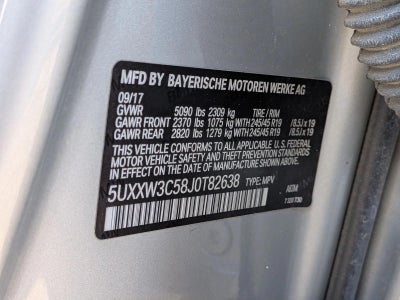 MFD BY BAYERISCHE MOTOREN WERKE AG
09/17
GVWR 5090 lbs 2309 kg TIRE / RIM
GAWR FRONT 2370 lbs 1075 kg WITH 245/45 R19 / 8.5J x 19
GAWR REAR 2820 lbs 1279 kg WITH 245/45 R19 / 8.5J x 19
THIS VEHICLE CONFORMS TO ALL APPLICABLE U.S. FEDERAL
MOTOR VEHICLE SAFETY AND THEFT PREVENTION STANDARDS
IN EFFECT ON THE DATE OF MANUFACTURE SHOWN ABOVE.
5UXXW3C58J0T82638 TYPE: MPV